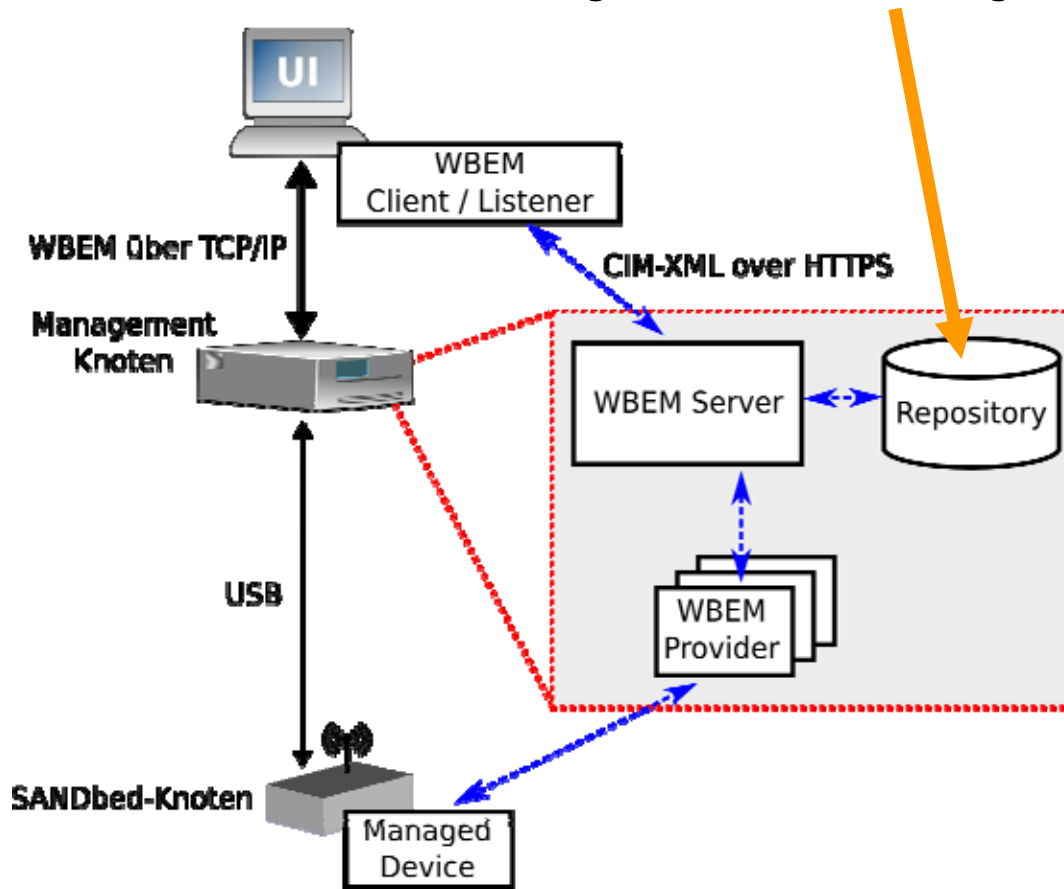 UI
WBEM
Client / Listener
WBEM über TCP/IP
CIM-XML over HTTPS
Management
Knoten
WBEM Server
Repository
USB
WBEM
Provider
SANDbed-Knoten
Managed
Device